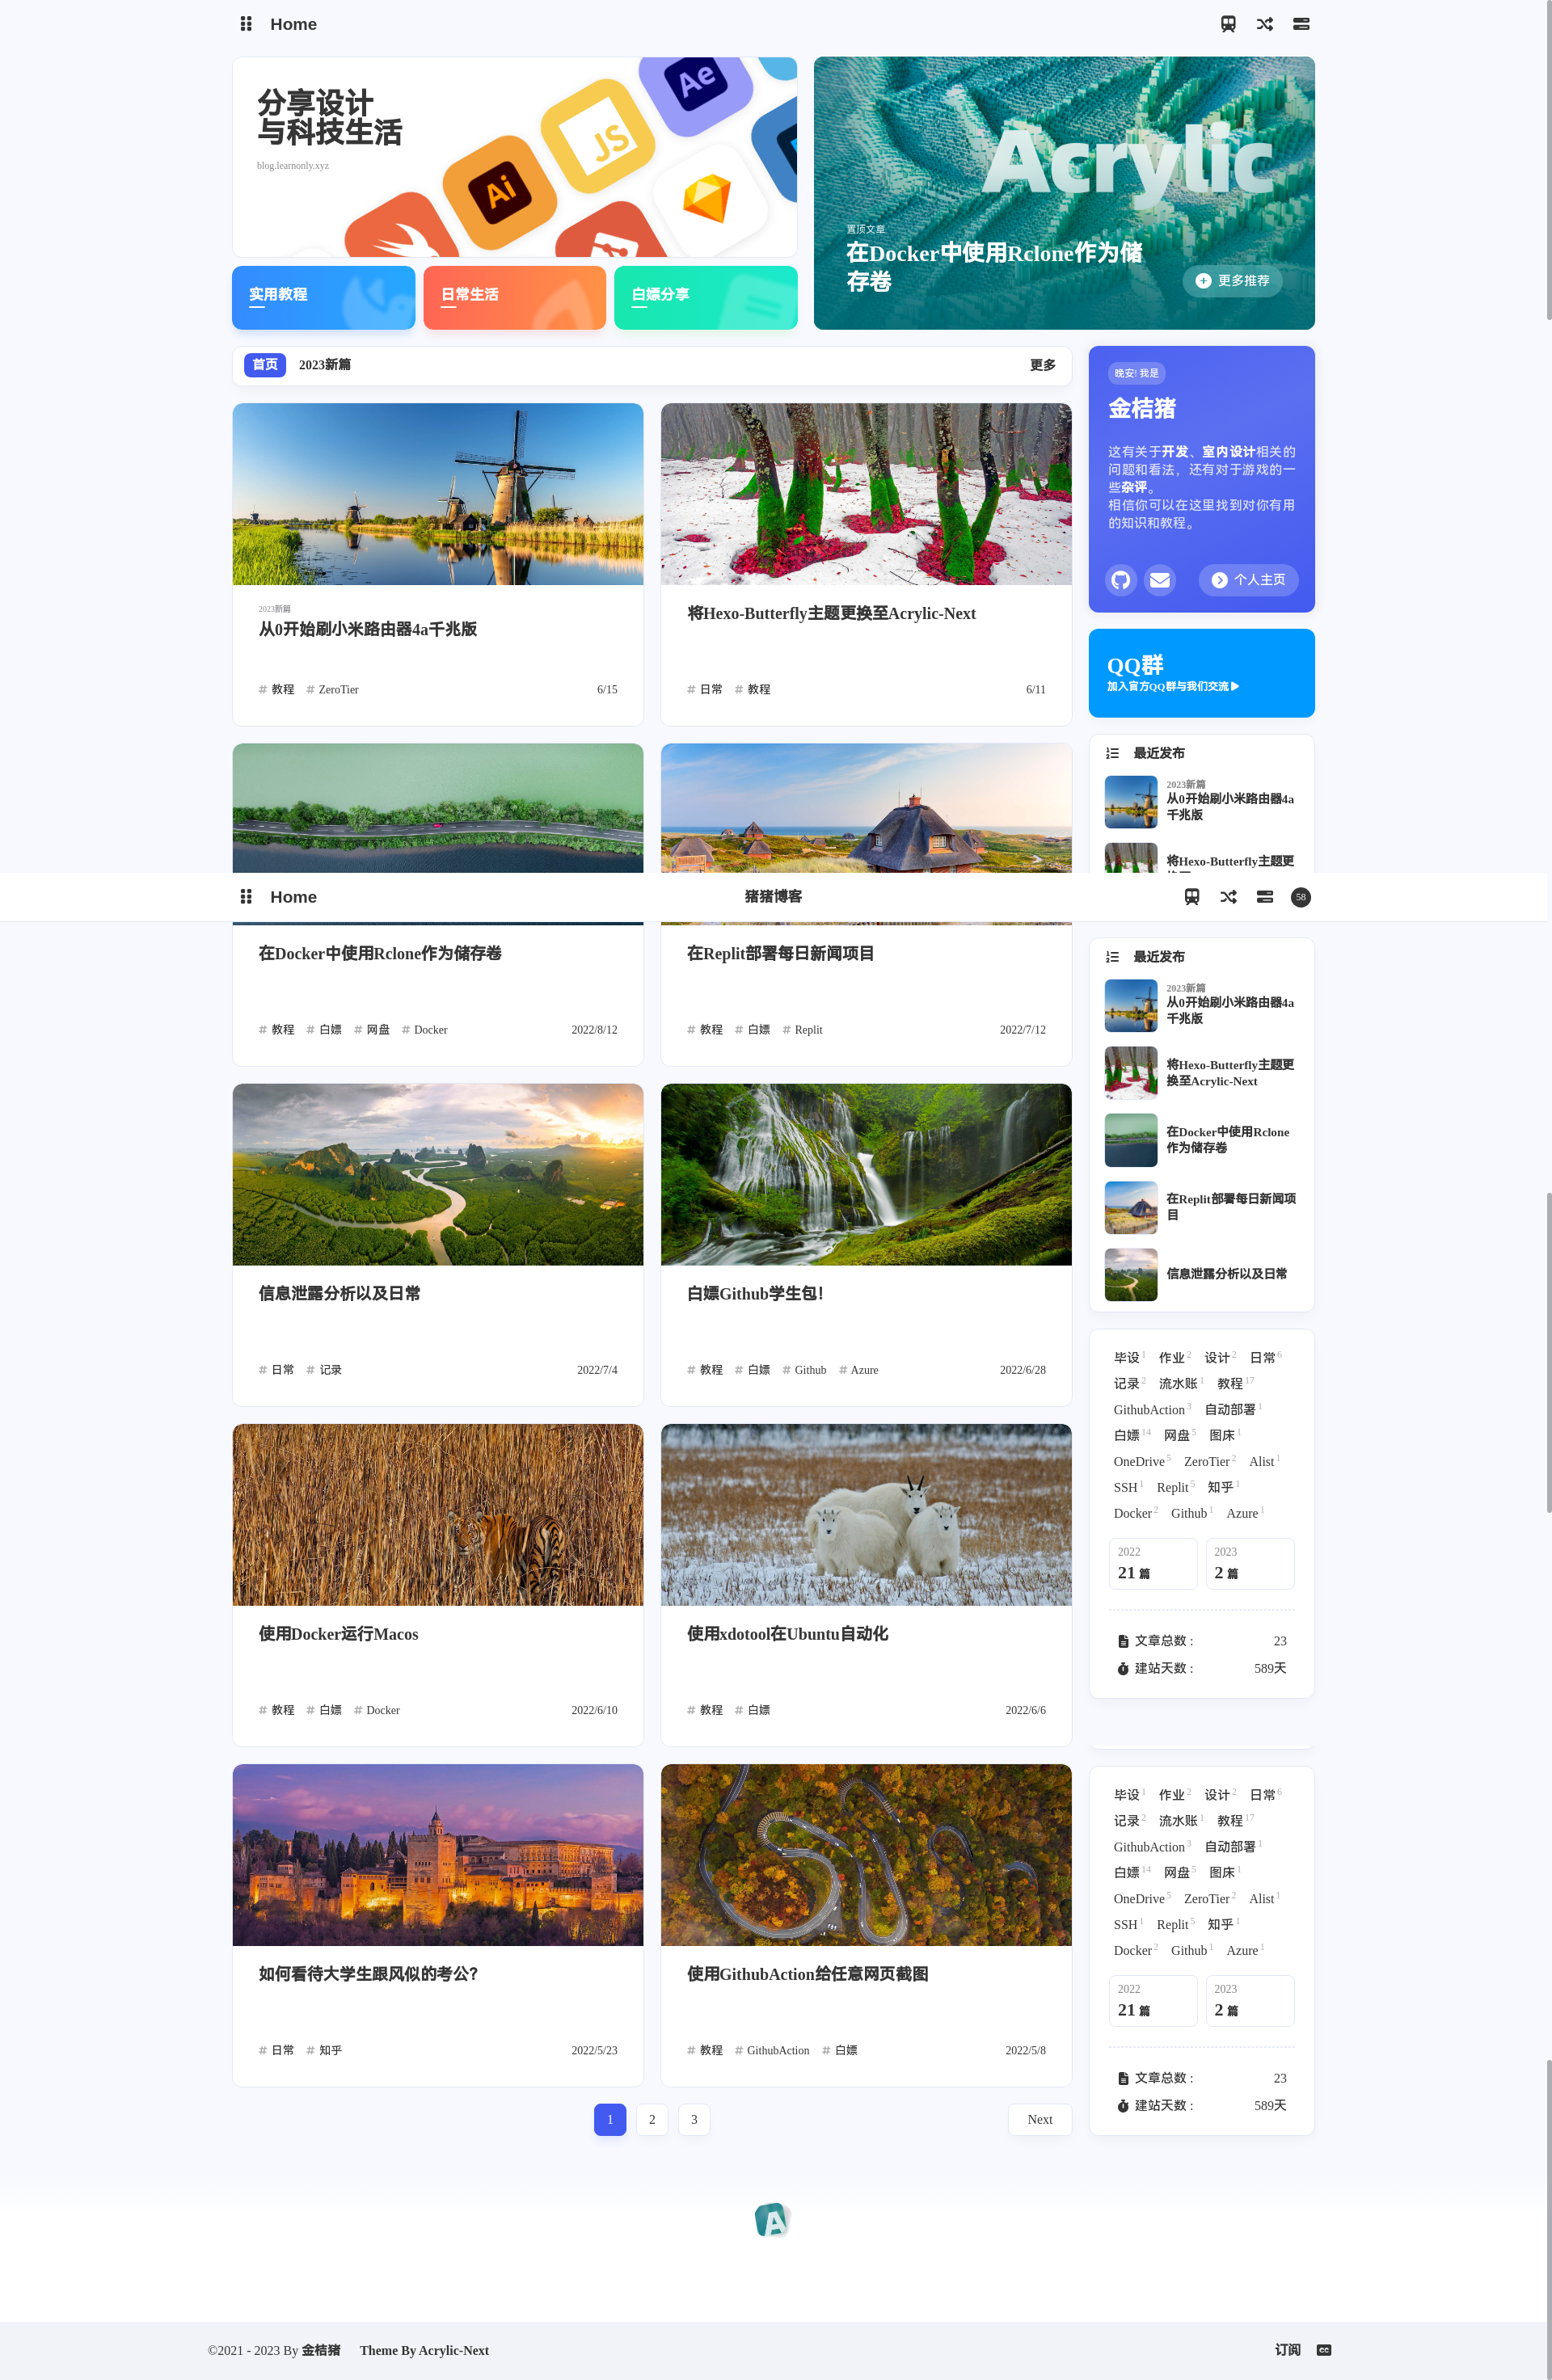 Home
分享设计
与科技生活
blog.learnonly.xyz
Ae
JS
Ai
Acrylic
置顶文章
在Docker中使用Rclone作为储
存卷
更多推荐
实用教程
日常生活
白嫖分享
首页
2023新篇
更多
晚安! 我是
金桔猪
这有关于开发、室内设计相关的
问题和看法，还有对于游戏的一
些杂评。
相信你可以在这里找到对你有用
的知识和教程。
个人主页
2023新篇
从0开始刷小米路由器4a千兆版
# 教程 # ZeroTier 6/15
将Hexo-Butterfly主题更换至Acrylic-Next
# 日常 # 教程 6/11
QQ群
加入官方QQ群与我们交流
最近发布
2023新篇
从0开始刷小米路由器4a
千兆版
将Hexo-Butterfly主题更
Home
猪猪博客
58
在Docker中使用Rclone作为储存卷
# 教程 # 白嫖 # 网盘 # Docker 2022/8/12
在Replit部署每日新闻项目
# 教程 # 白嫖 # Replit 2022/7/12
最近发布
2023新篇
从0开始刷小米路由器4a
千兆版
将Hexo-Butterfly主题更
换至Acrylic-Next
在Docker中使用Rclone
作为储存卷
在Replit部署每日新闻项
目
信息泄露分析以及日常
信息泄露分析以及日常
# 日常 # 记录 2022/7/4
白嫖Github学生包！
# 教程 # 白嫖 # Github # Azure 2022/6/28
毕设 1 作业 2 设计 2 日常 6
记录 2 流水账 1 教程 17
GithubAction 3 自动部署 1
白嫖 14 网盘 5 图床 1
OneDrive 5 ZeroTier 2 Alist 1
SSH 1 Replit 5 知乎 1
Docker 2 Github 1 Azure 1
2022
21 篇
2023
2 篇
文章总数 : 23
建站天数 : 589天
使用Docker运行Macos
# 教程 # 白嫖 # Docker 2022/6/10
使用xdotool在Ubuntu自动化
# 教程 # 白嫖 2022/6/6
如何看待大学生跟风似的考公？
# 日常 # 知乎 2022/5/23
使用GithubAction给任意网页截图
# 教程 # GithubAction # 白嫖 2022/5/8
毕设 1 作业 2 设计 2 日常 6
记录 2 流水账 1 教程 17
GithubAction 3 自动部署 1
白嫖 14 网盘 5 图床 1
OneDrive 5 ZeroTier 2 Alist 1
SSH 1 Replit 5 知乎 1
Docker 2 Github 1 Azure 1
2022
21 篇
2023
2 篇
文章总数 : 23
建站天数 : 589天
1 2 3 Next
A
©2021 - 2023 By 金桔猪 Theme By Acrylic-Next
订阅